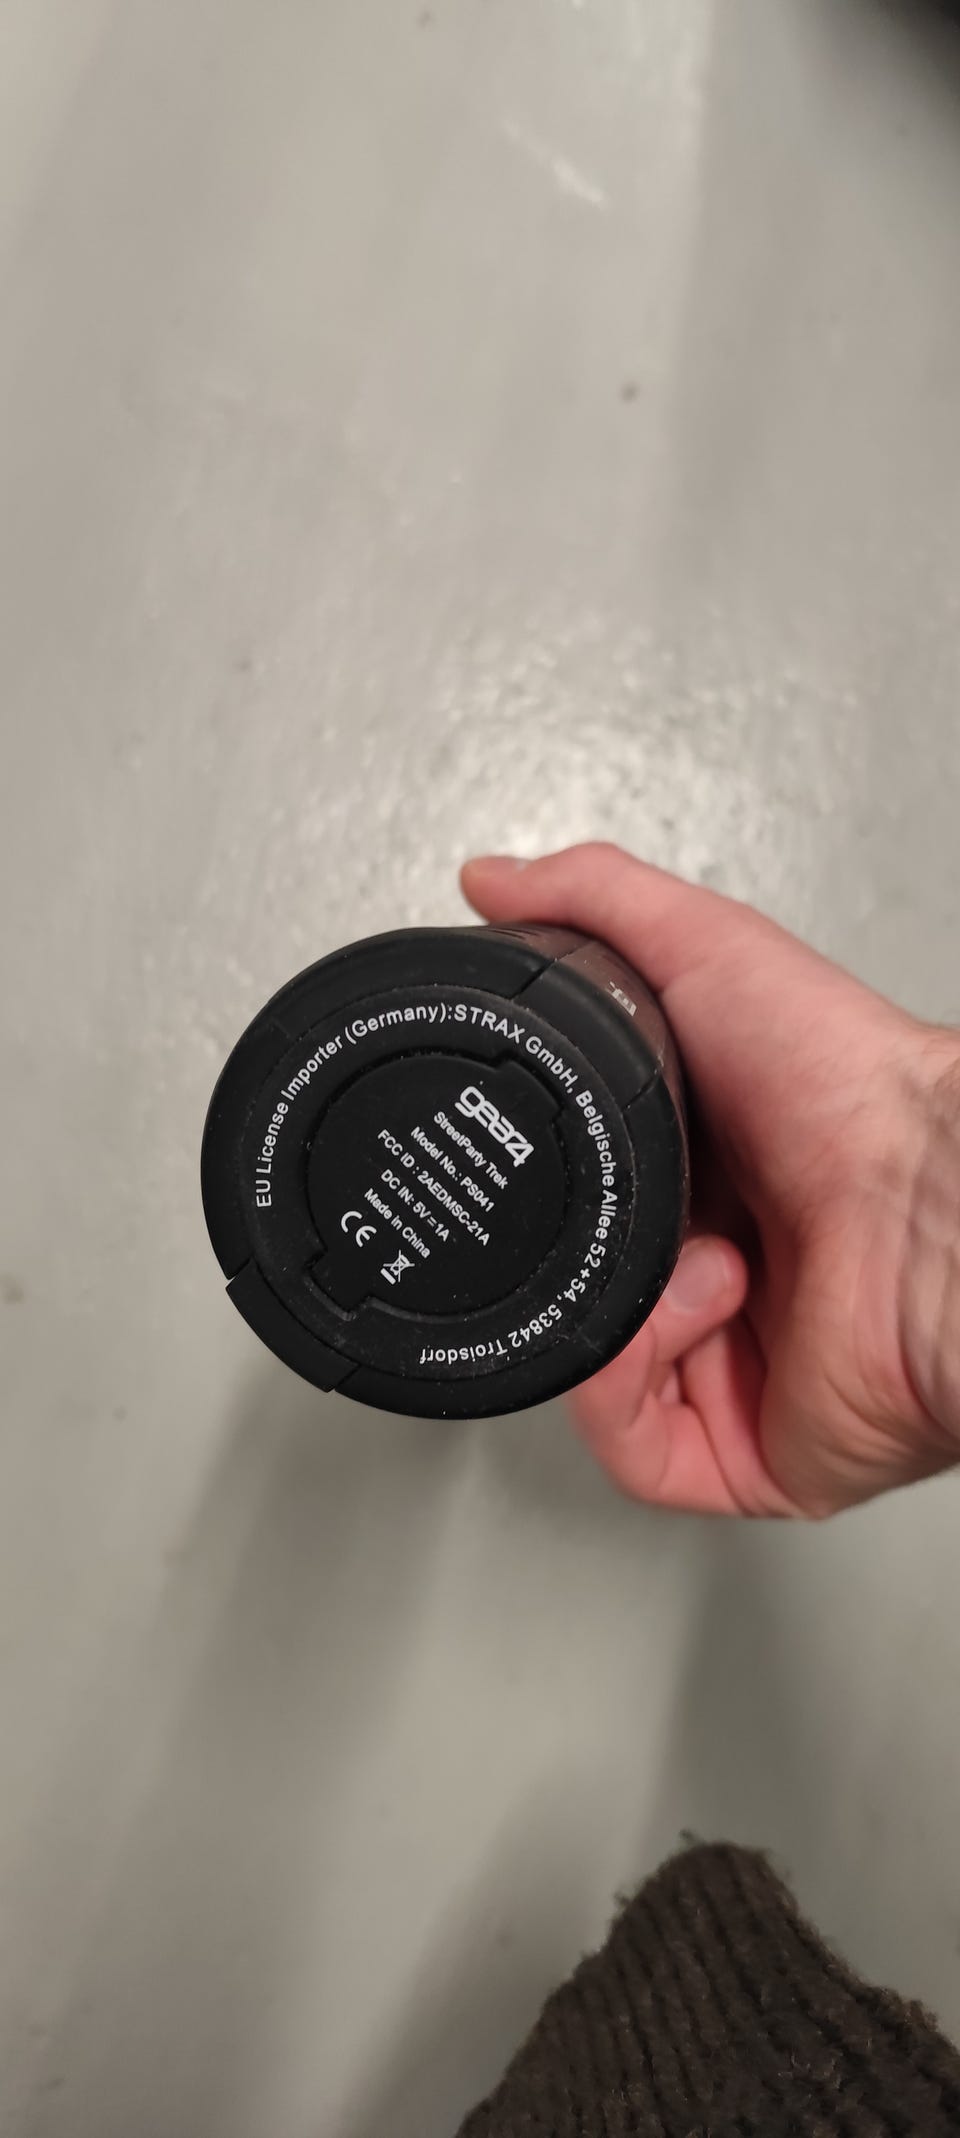 EU License Importer (Germany):STRAX GmbH, Belgische Allee 52+54, 53842 Troisdorf
gear4
StreetParty Trek
Model No.: PS041
FCC ID : 2AEDMSC-21A
DC IN: 5V=1A
Made in China
CE